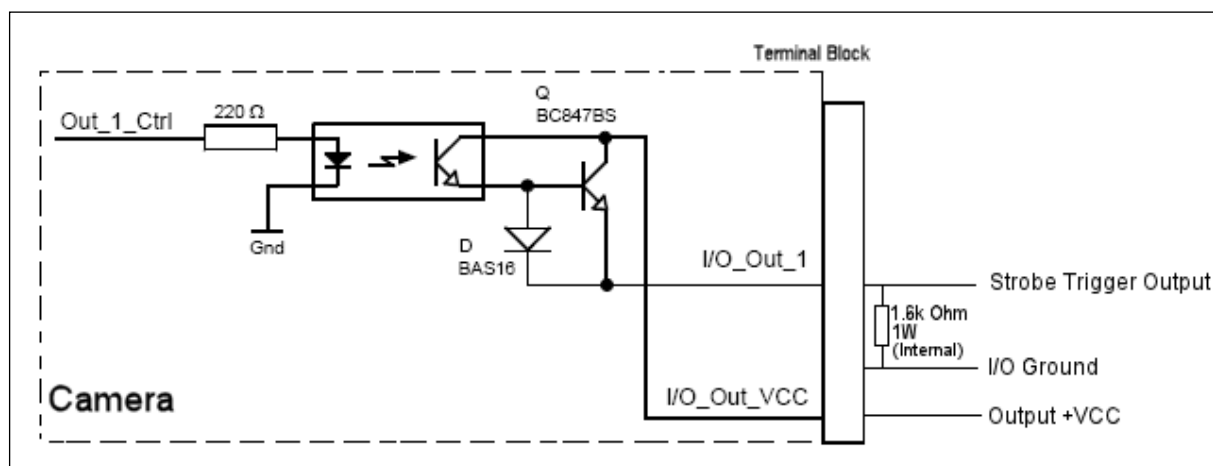 Terminal Block
Q
BC847BS
220 Ω
Out_1_Ctrl
Gnd
D
BAS16
I/O_Out_1
Strobe Trigger Output
1.6k Ohm
1W
(Internal)
I/O Ground
Camera
I/O_Out_VCC
Output +VCC